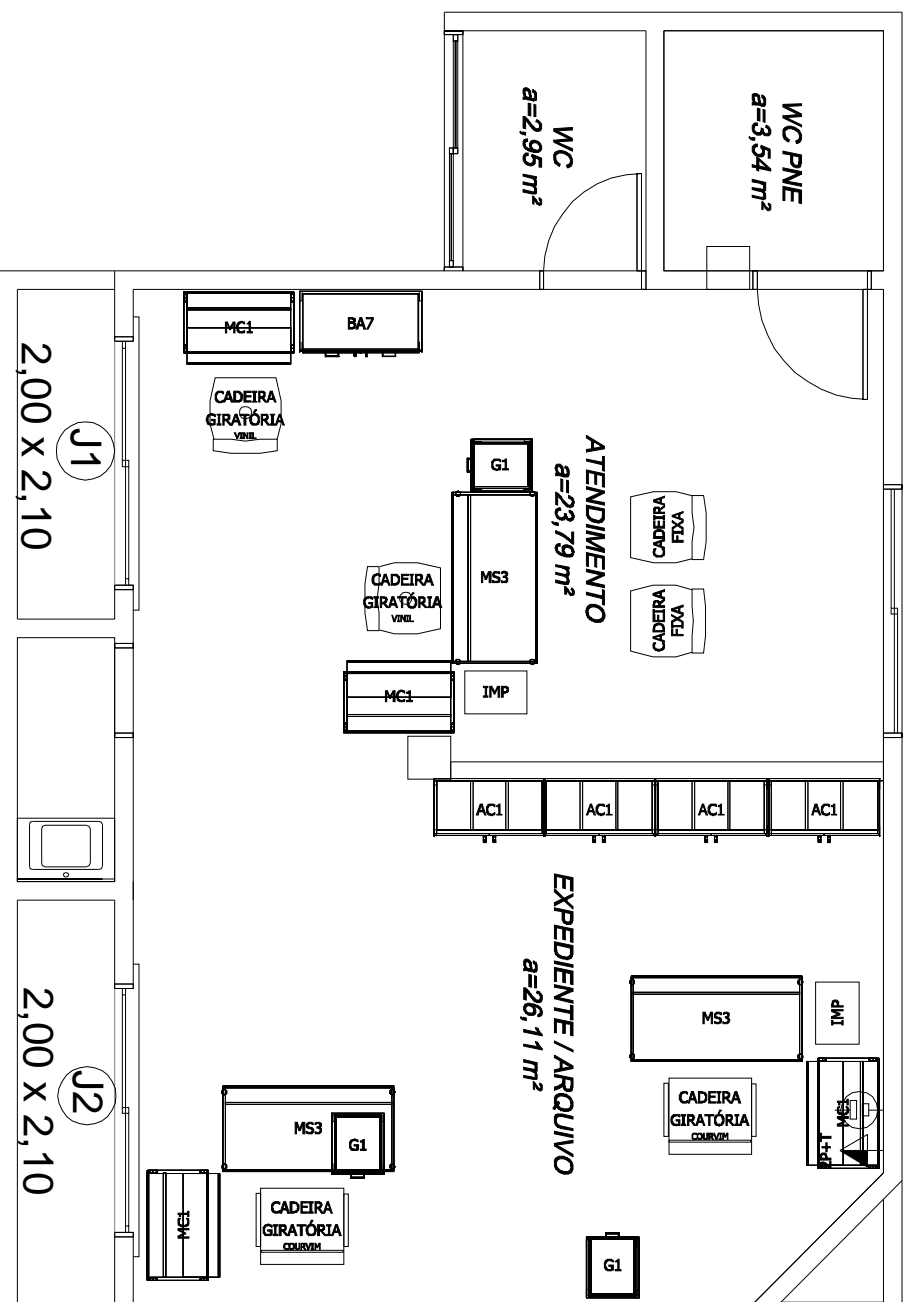 WC PNE
a=3,54 m²
WC
a=2,95 m²
MC1
BA7
CADEIRA
GIRATÓRIA
VINIL
J1
2,00 x 2,10
G1
ATENDIMENTO
a=23,79 m²
CADEIRA
FIXA
CADEIRA
FIXA
MS3
CADEIRA
GIRATÓRIA
VINIL
MC1
IMP
AC1
AC1
AC1
AC1
EXPEDIENTE / ARQUIVO
a=26,11 m²
MS3
IMP
MC1
CADEIRA
GIRATÓRIA
COURVIM
J2
2,00 x 2,10
MS3
G1
MC1
CADEIRA
GIRATÓRIA
COURVIM
G1